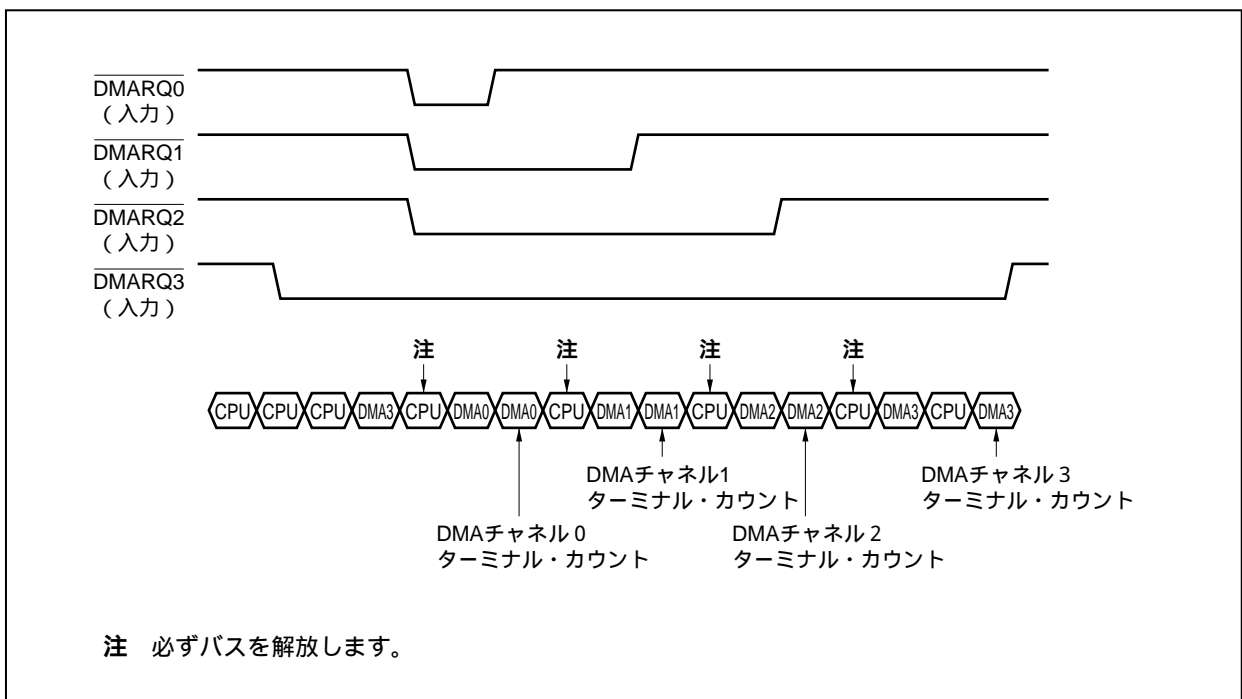 DMARQ0
（入力）
DMARQ1
（入力）
DMARQ2
（入力）
DMARQ3
（入力）
注 注 注 注
CPU CPU CPU DMA3 CPU DMA0 DMA0 CPU DMA1 DMA1 CPU DMA2 DMA2 CPU DMA3 CPU DMA3
DMAチャネル1
ターミナル・カウント
DMAチャネル 3
ターミナル・カウント
DMAチャネル 0
ターミナル・カウント
DMAチャネル 2
ターミナル・カウント
注 必ずバスを解放します。